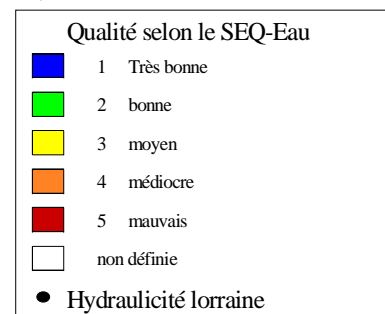 Qualité selon le SEQ-Eau
1 Très bonne
2 bonne
3 moyen
4 médiocre
5 mauvais
non définie
Hydraulicité lorraine